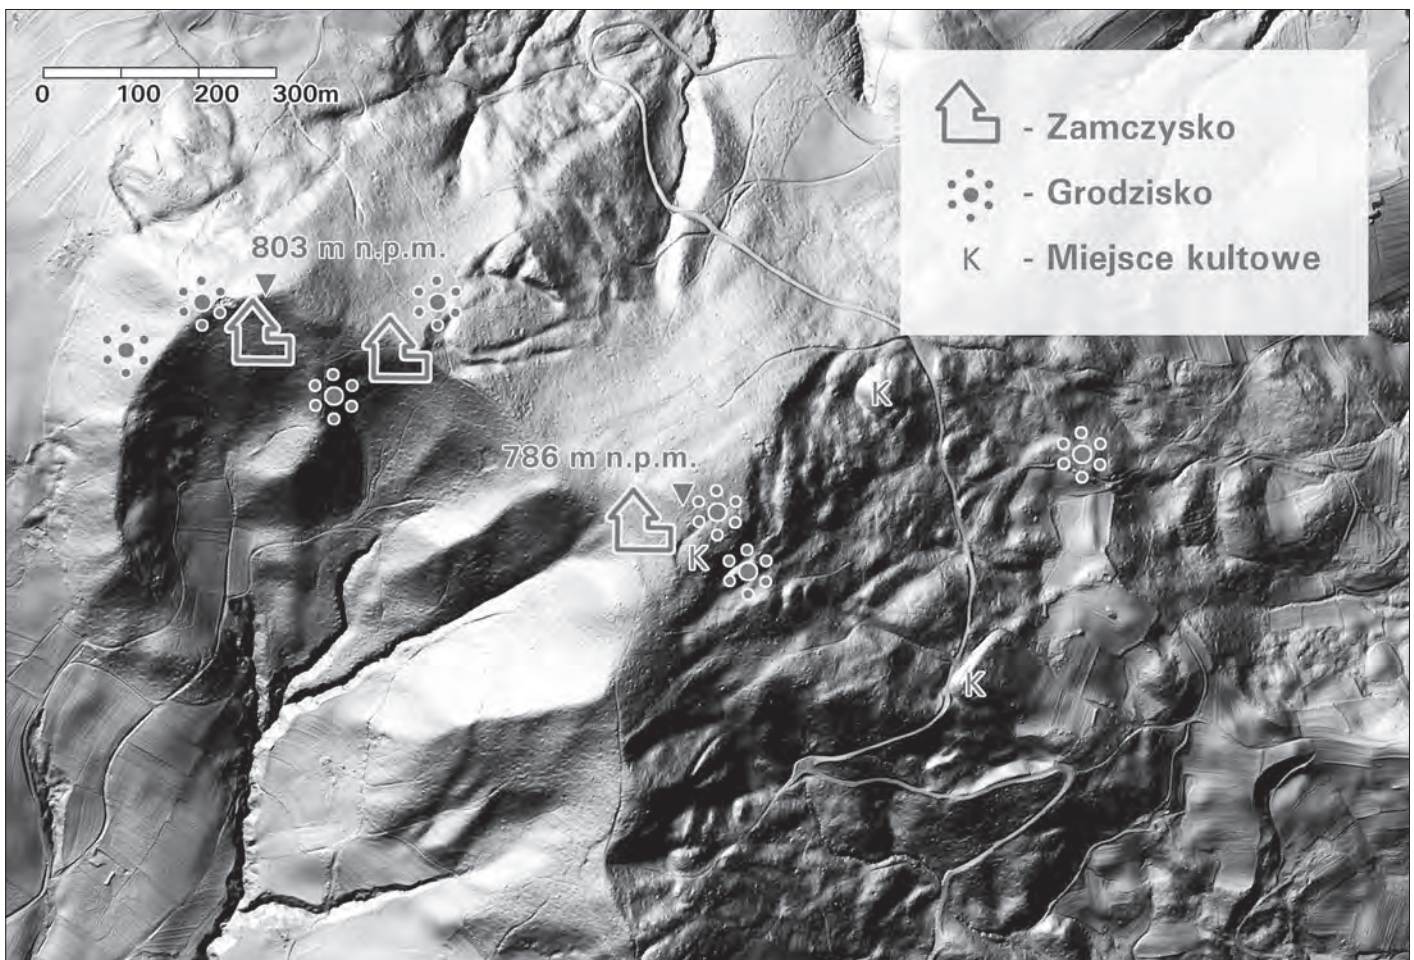 0 100 200 300m
- Zamczysko
- Grodzisko
K - Miejsce kultowe
803 m n.p.m.
K
786 m n.p.m.
K
K